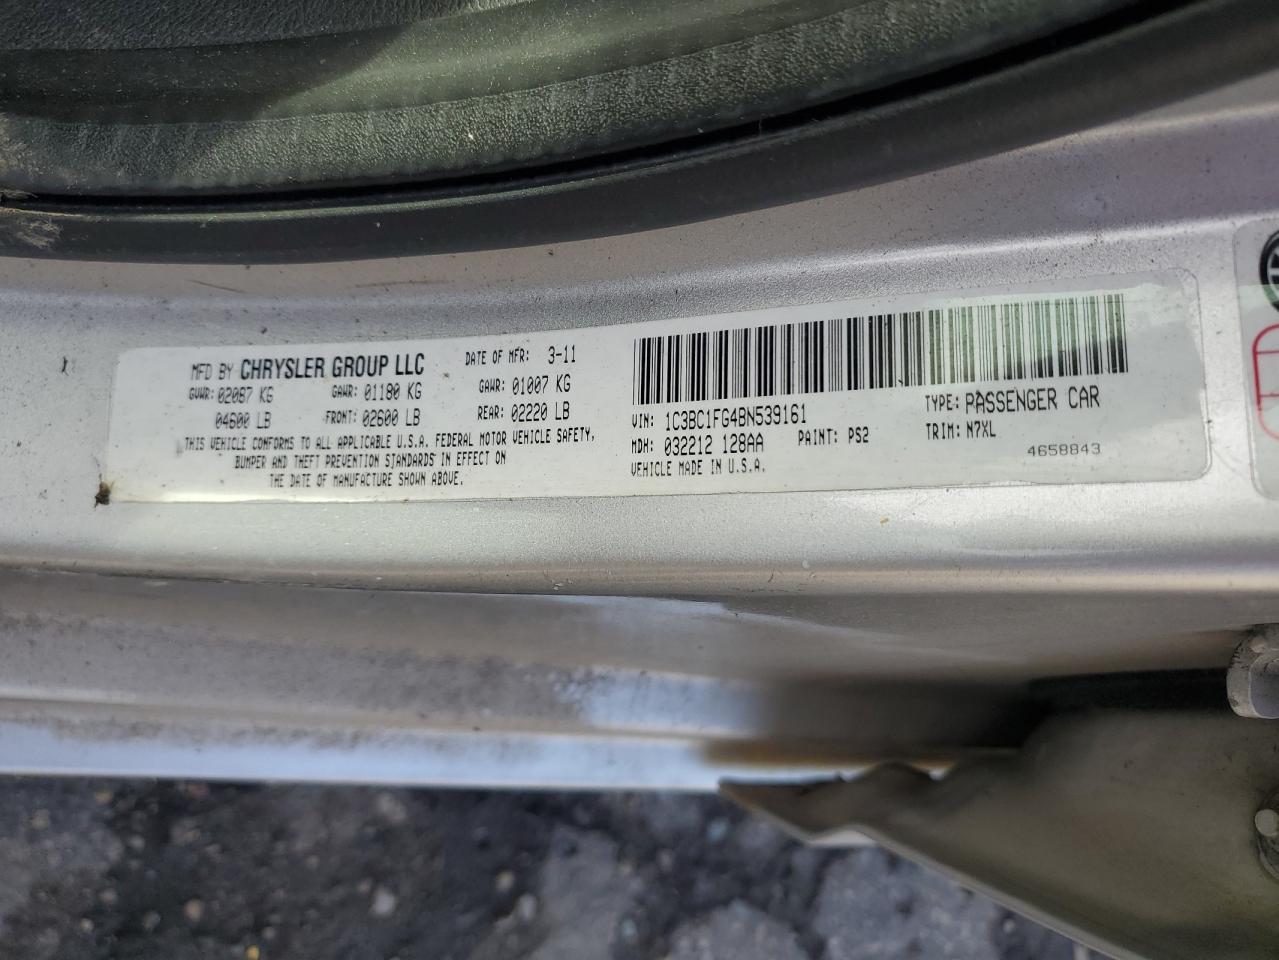 MFD BY CHRYSLER GROUP LLC DATE OF MFR: 3-11
GVWR: 02087 KG GAWR: 01180 KG GAWR: 01007 KG
04600 LB FRONT: 02600 LB REAR: 02220 LB
THIS VEHICLE CONFORMS TO ALL APPLICABLE U.S.A. FEDERAL MOTOR VEHICLE SAFETY,
BUMPER AND THEFT PREVENTION STANDARDS IN EFFECT ON
THE DATE OF MANUFACTURE SHOWN ABOVE.
VIN: 1C3BC1FG4BN539161 TYPE: PASSENGER CAR
MDH: 032212 128AA PAINT: PS2 TRIM: N7XL
VEHICLE MADE IN U.S.A. 4658843